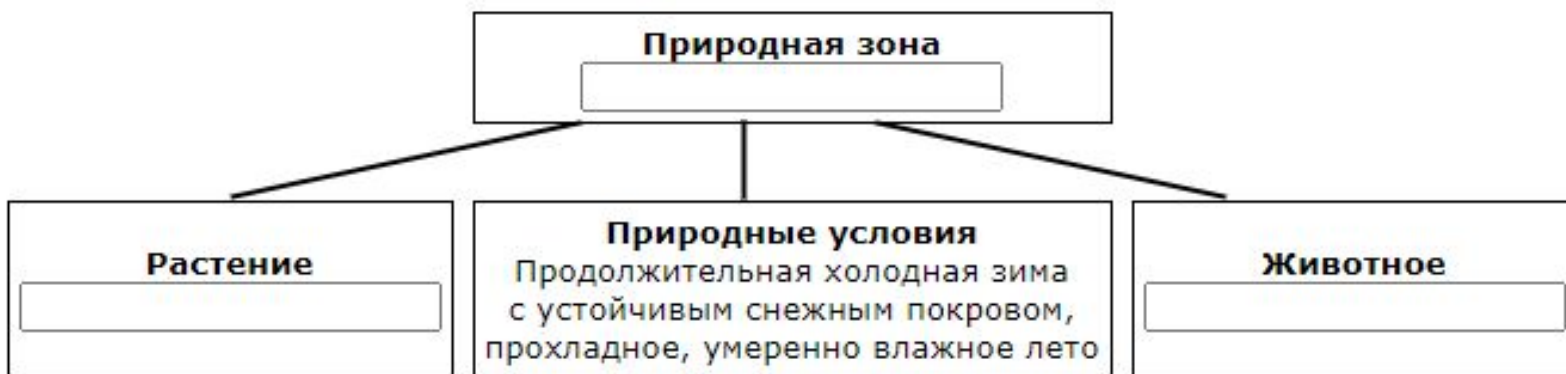 Природная зона
Растение
Природные условия
Продолжительная холодная зима
с устойчивым снежным покровом,
прохладное, умеренно влажное лето
Животное